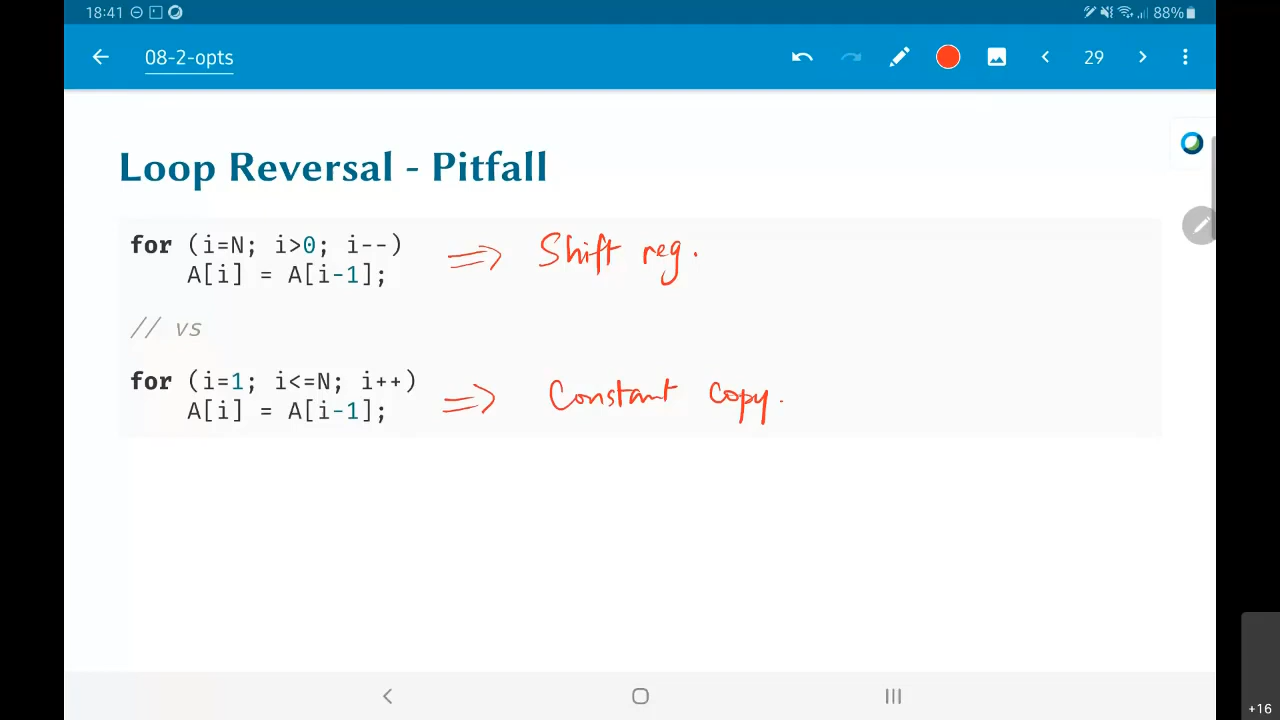 18:41
88%
08-2-opts
29
Loop Reversal - Pitfall
for (i=N; i>0; i--)
A[i] = A[i-1];
Shift reg.
// vs
for (i=1; i<=N; i++)
A[i] = A[i-1];
Constant copy.
+16